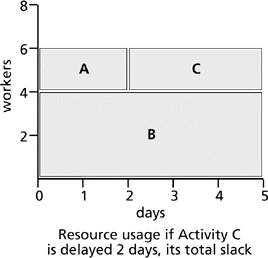 8
6
4
2
workers
A
C
B
0 1 2 3 4 5
days
Resource usage if Activity C
is delayed 2 days, its total slack